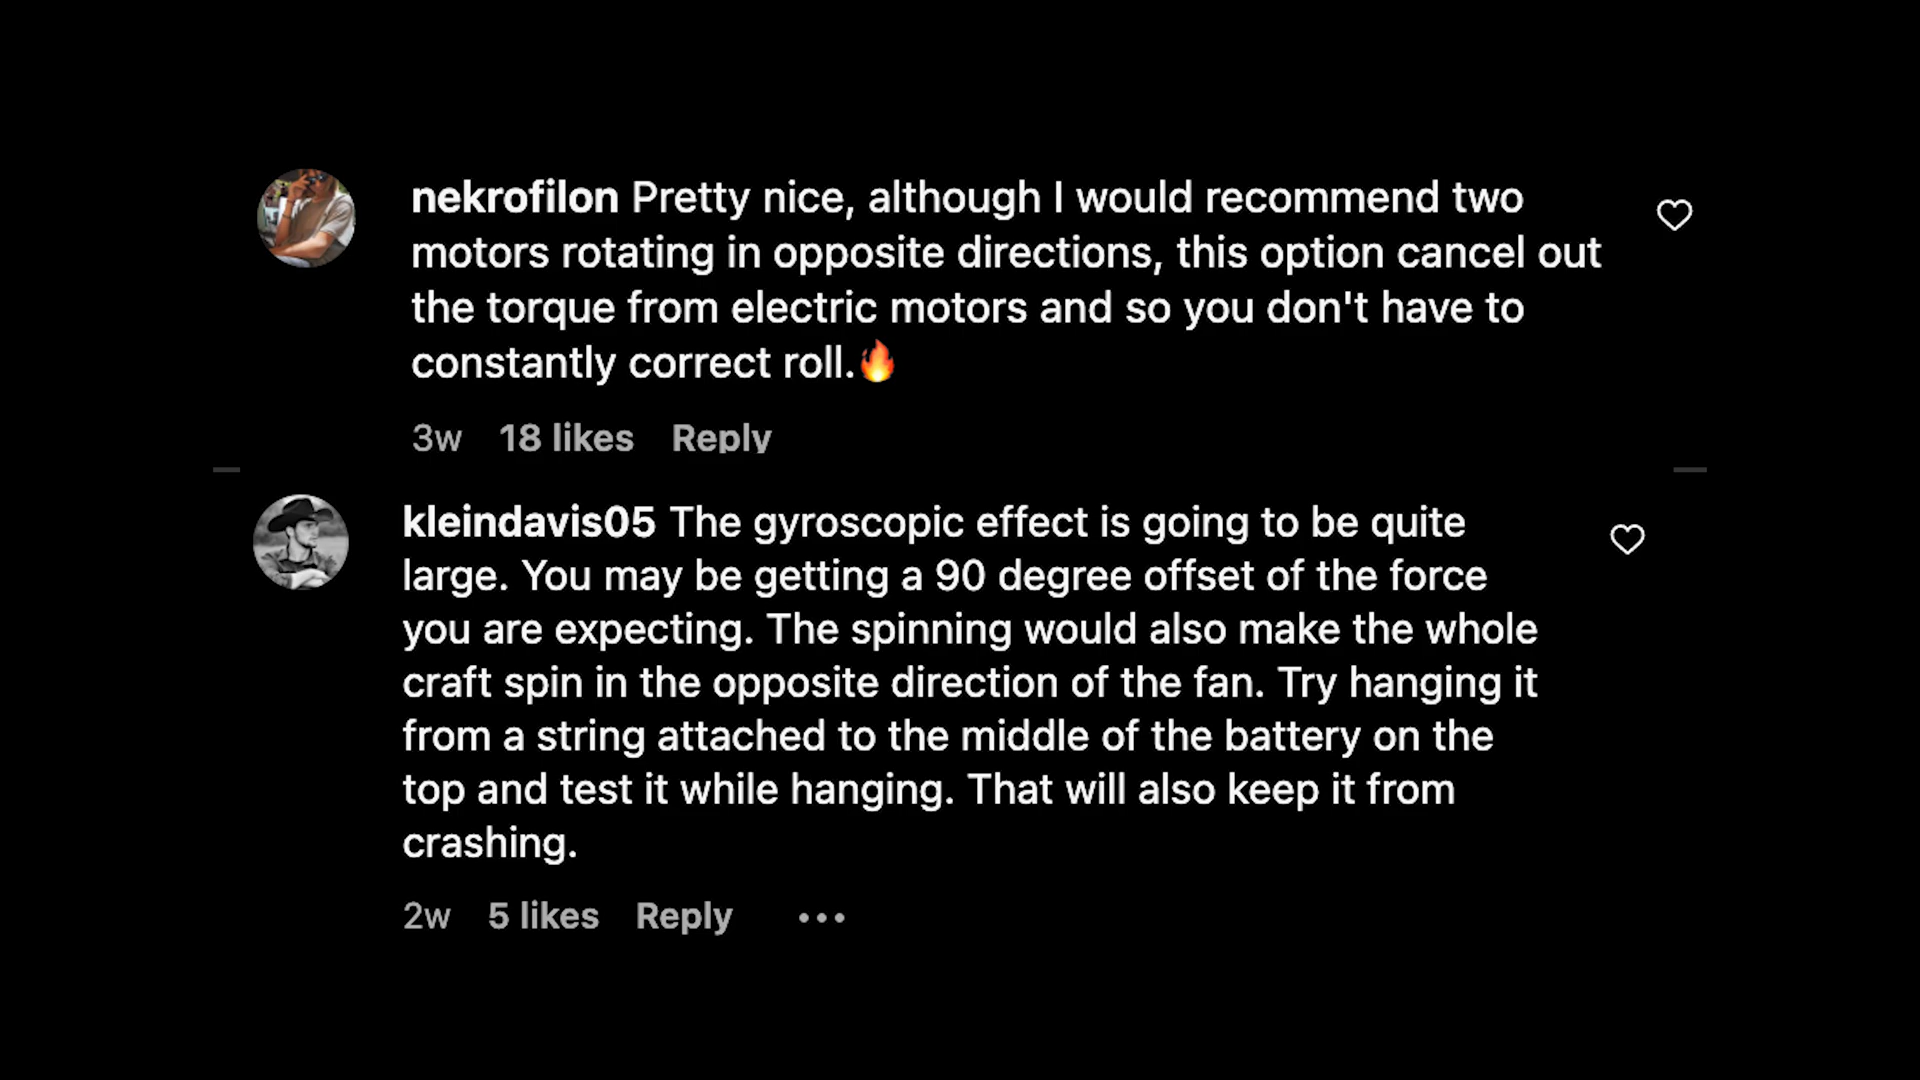 nekrofilon Pretty nice, although I would recommend two
motors rotating in opposite directions, this option cancel out
the torque from electric motors and so you don't have to
constantly correct roll.🔥
3w 18 likes Reply
kleindavis05 The gyroscopic effect is going to be quite
large. You may be getting a 90 degree offset of the force
you are expecting. The spinning would also make the whole
craft spin in the opposite direction of the fan. Try hanging it
from a string attached to the middle of the battery on the
top and test it while hanging. That will also keep it from
crashing.
2w 5 likes Reply •••